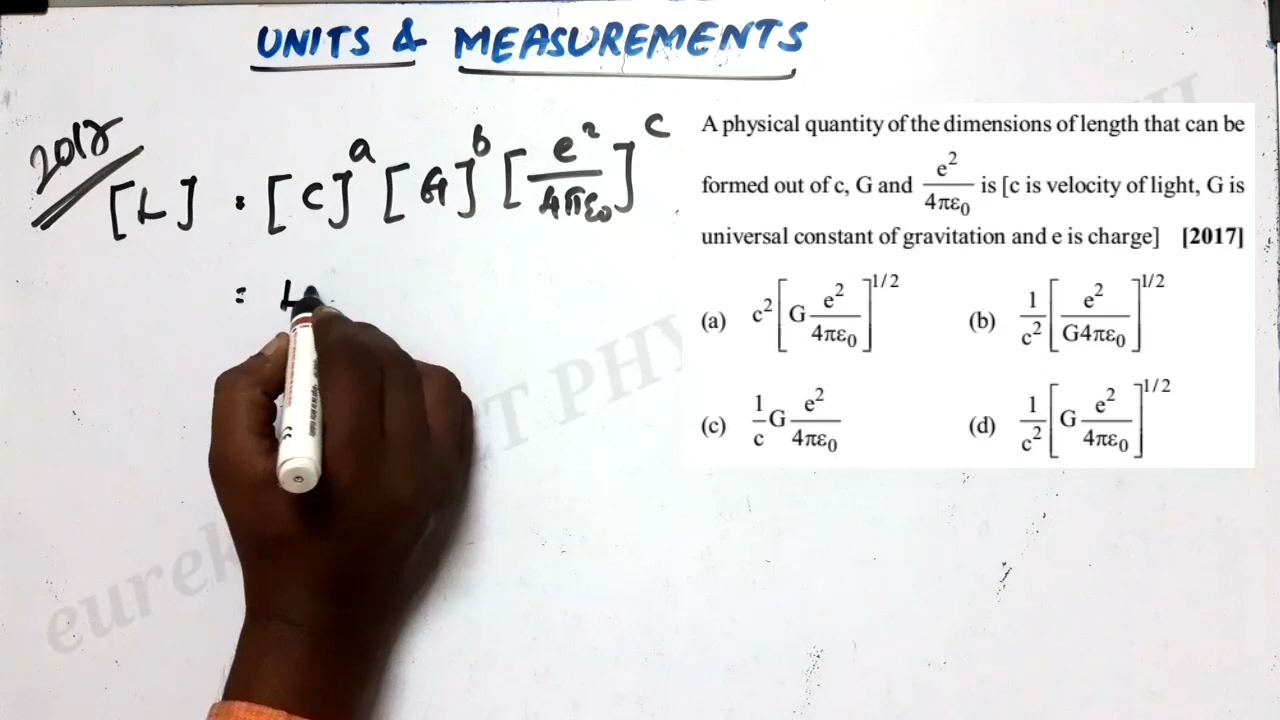 UNITS & MEASUREMENTS
[L] = [C]^a [G]^b [e²/4πε₀]^c
= L
A physical quantity of the dimensions of length that can be
formed out of c, G and e²/4πε₀ is [c is velocity of light, G is
universal constant of gravitation and e is charge] [2017]
(a) c² [G e²/4πε₀]^1/2
(b) 1/c² [e²/G4πε₀]^1/2
(c) 1/c G e²/4πε₀
(d) 1/c² [G e²/4πε₀]^1/2